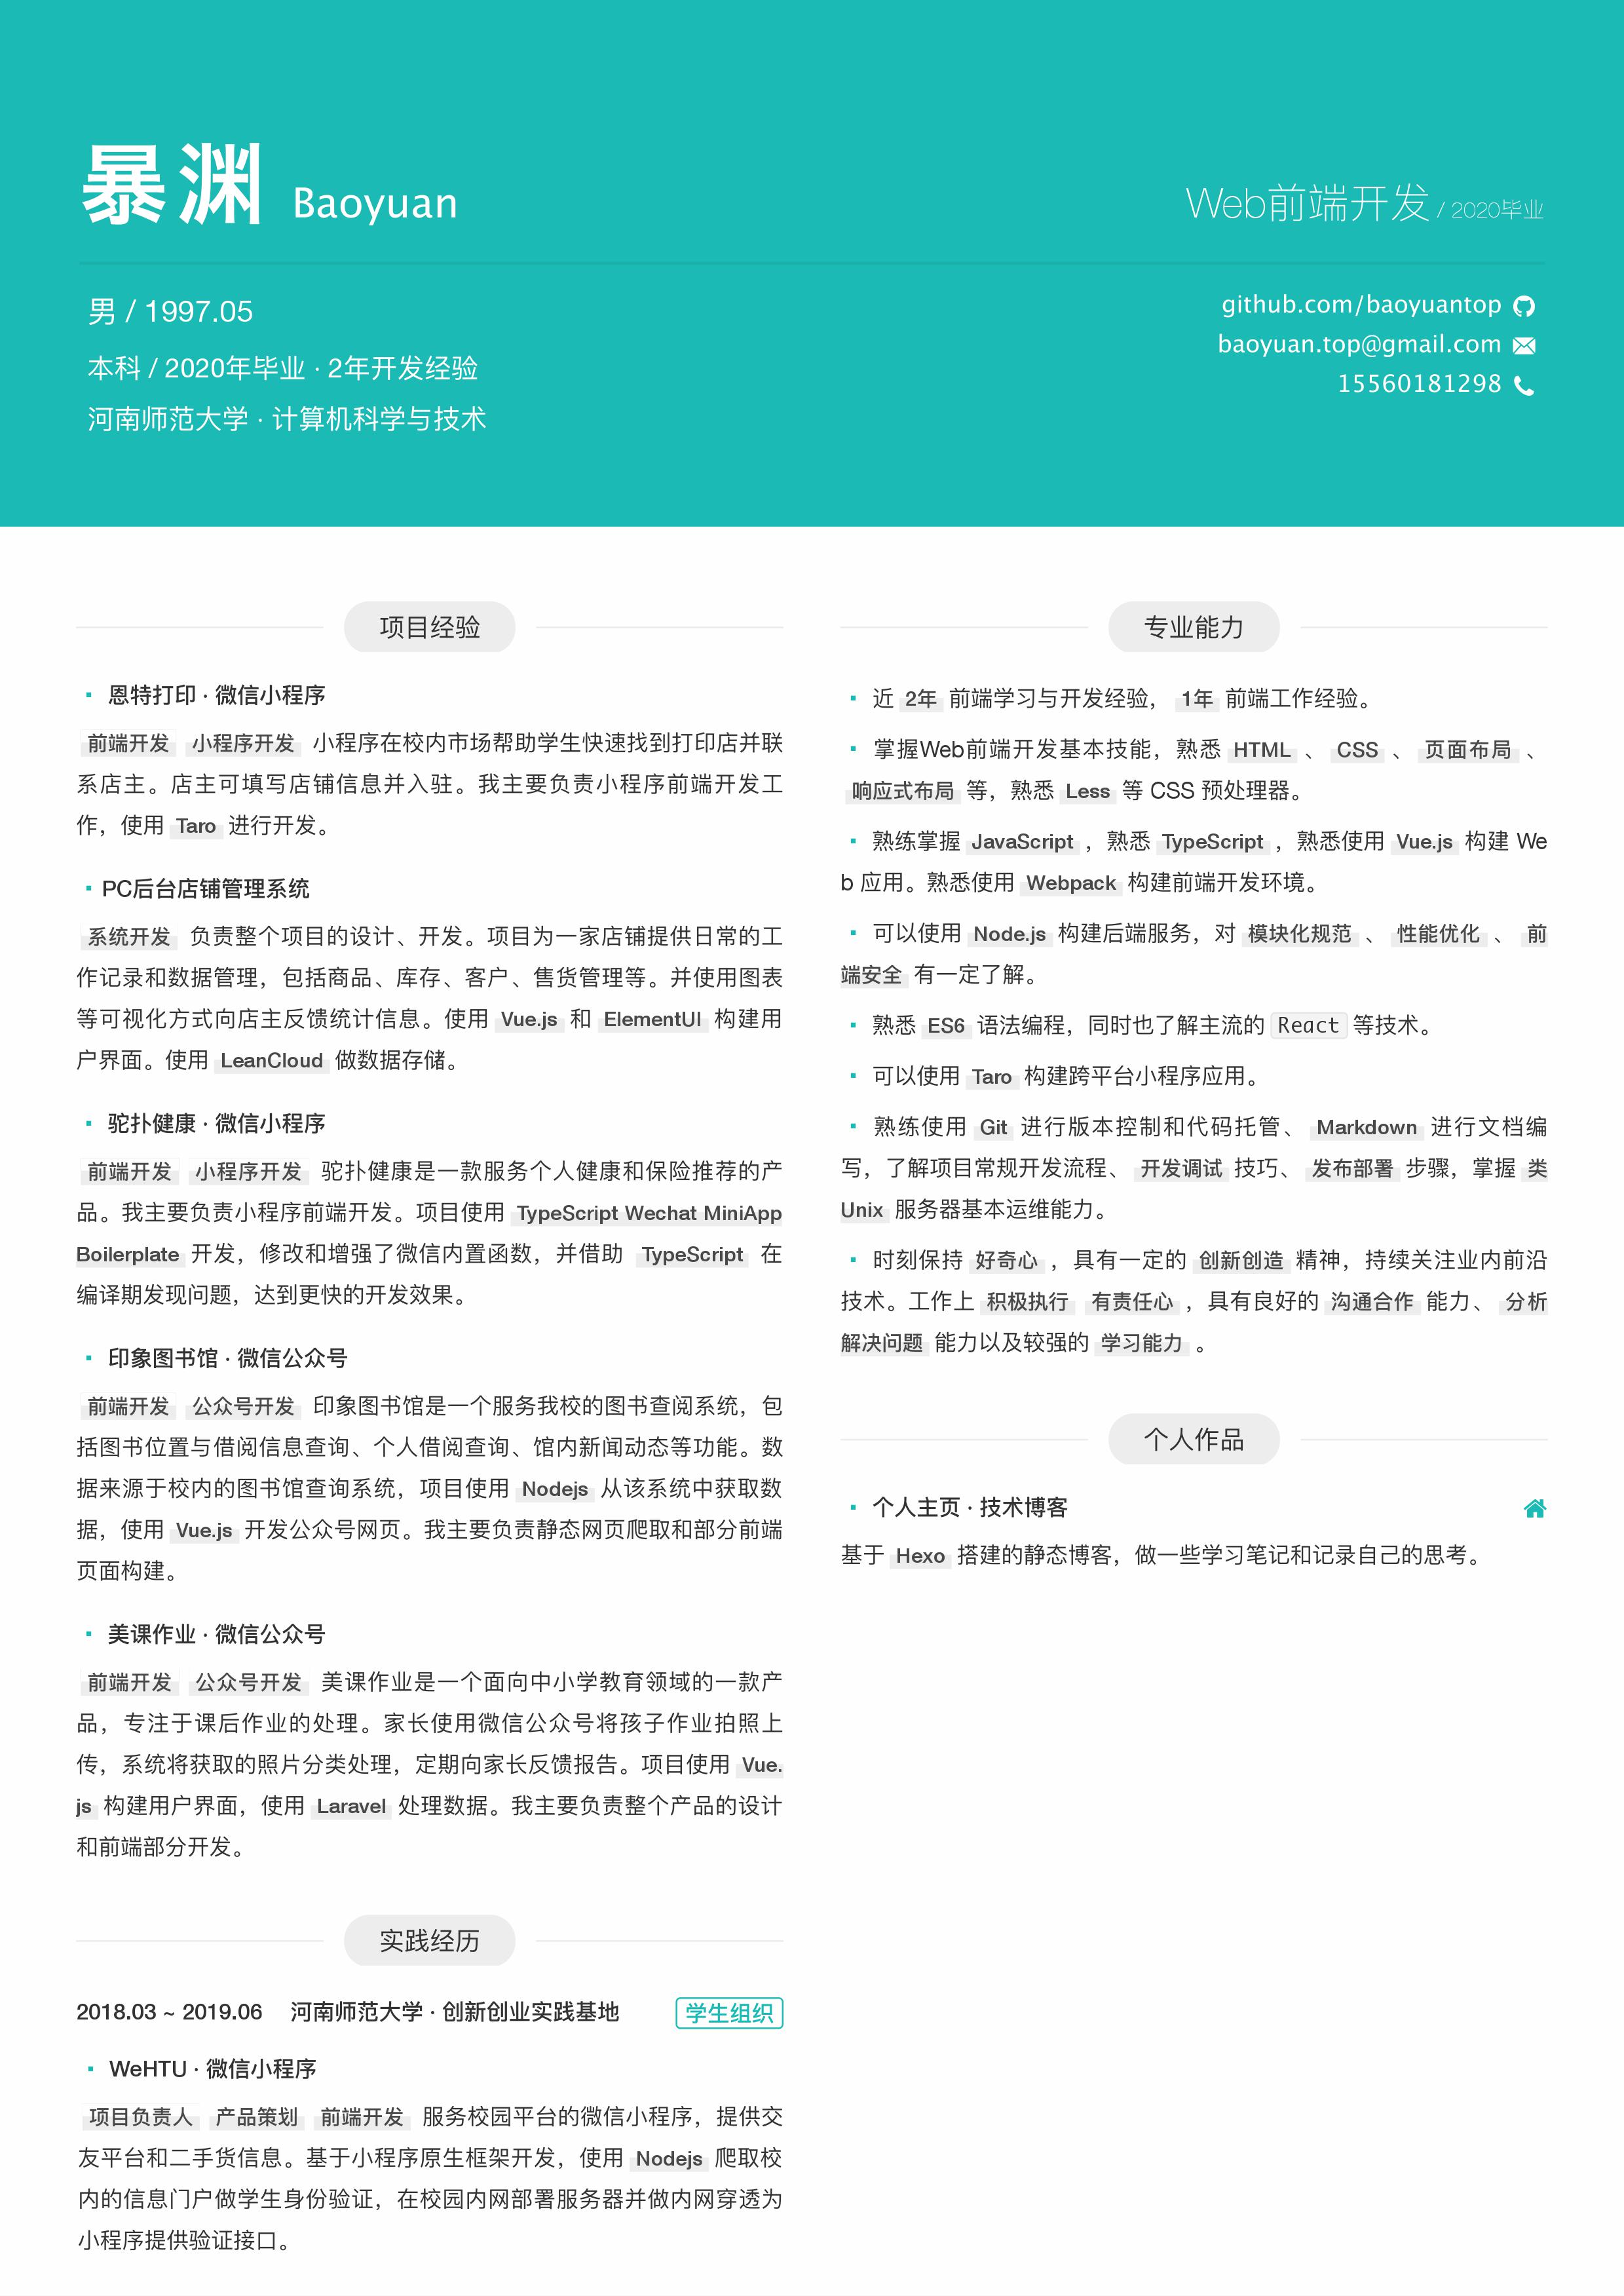 暴渊 Baoyuan
Web前端开发 / 2020毕业
男 / 1997.05
本科 / 2020年毕业 · 2年开发经验
河南师范大学 · 计算机科学与技术
github.com/baoyuantop
baoyuan.top@gmail.com
15560181298
项目经验
· 恩特打印 · 微信小程序
前端开发 小程序开发 小程序在校内市场帮助学生快速找到打印店并联
系店主。店主可填写店铺信息并入驻。我主要负责小程序前端开发工
作，使用 Taro 进行开发。
· PC后台店铺管理系统
系统开发 负责整个项目的设计、开发。项目为一家店铺提供日常的工
作记录和数据管理，包括商品、库存、客户、售货管理等。并使用图表
等可视化方式向店主反馈统计信息。使用 Vue.js 和 ElementUI 构建用
户界面。使用 LeanCloud 做数据存储。
· 驼扑健康 · 微信小程序
前端开发 小程序开发 驼扑健康是一款服务个人健康和保险推荐的产
品。我主要负责小程序前端开发。项目使用 TypeScript Wechat MiniApp
Boilerplate 开发，修改和增强了微信内置函数，并借助 TypeScript 在
编译期发现问题，达到更快的开发效果。
· 印象图书馆 · 微信公众号
前端开发 公众号开发 印象图书馆是一个服务我校的图书查阅系统，包
括图书位置与借阅信息查询、个人借阅查询、馆内新闻动态等功能。数
据来源于校内的图书馆查询系统，项目使用 Nodejs 从该系统中获取数
据，使用 Vue.js 开发公众号网页。我主要负责静态网页爬取和部分前端
页面构建。
· 美课作业 · 微信公众号
前端开发 公众号开发 美课作业是一个面向中小学教育领域的一款产
品，专注于课后作业的处理。家长使用微信公众号将孩子作业拍照上
传，系统将获取的照片分类处理，定期向家长反馈报告。项目使用 Vue.
js 构建用户界面，使用 Laravel 处理数据。我主要负责整个产品的设计
和前端部分开发。
实践经历
2018.03 ~ 2019.06 河南师范大学 · 创新创业实践基地 学生组织
· WeHTU · 微信小程序
项目负责人 产品策划 前端开发 服务校园平台的微信小程序，提供交
友平台和二手货信息。基于小程序原生框架开发，使用 Nodejs 爬取校
内的信息门户做学生身份验证，在校园内网部署服务器并做内网穿透为
小程序提供验证接口。
专业能力
· 近 2年 前端学习与开发经验， 1年 前端工作经验。
· 掌握Web前端开发基本技能，熟悉 HTML 、 CSS 、 页面布局 、
响应式布局 等，熟悉 Less 等 CSS 预处理器。
· 熟练掌握 JavaScript ，熟悉 TypeScript ，熟悉使用 Vue.js 构建 We
b 应用。熟悉使用 Webpack 构建前端开发环境。
· 可以使用 Node.js 构建后端服务，对 模块化规范 、 性能优化 、 前
端安全 有一定了解。
· 熟悉 ES6 语法编程，同时也了解主流的 React 等技术。
· 可以使用 Taro 构建跨平台小程序应用。
· 熟练使用 Git 进行版本控制和代码托管、 Markdown 进行文档编
写，了解项目常规开发流程、 开发调试 技巧、 发布部署 步骤，掌握 类
Unix 服务器基本运维能力。
· 时刻保持 好奇心 ，具有一定的 创新创造 精神，持续关注业内前沿
技术。工作上 积极执行 有责任心 ，具有良好的 沟通合作 能力、 分析
解决问题 能力以及较强的 学习能力 。
个人作品
· 个人主页 · 技术博客
基于 Hexo 搭建的静态博客，做一些学习笔记和记录自己的思考。